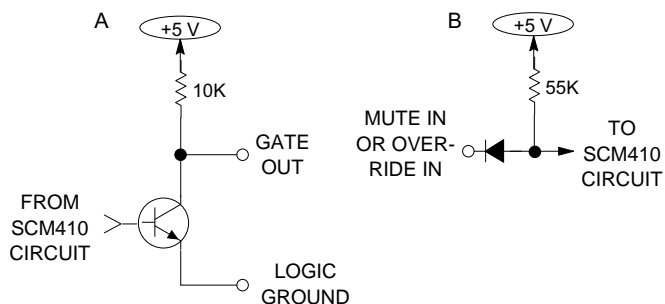 A
+5 V
10K
GATE
OUT
FROM
SCM410
CIRCUIT
LOGIC
GROUND
B
+5 V
55K
MUTE IN
OR OVER-
RIDE IN
TO
SCM410
CIRCUIT